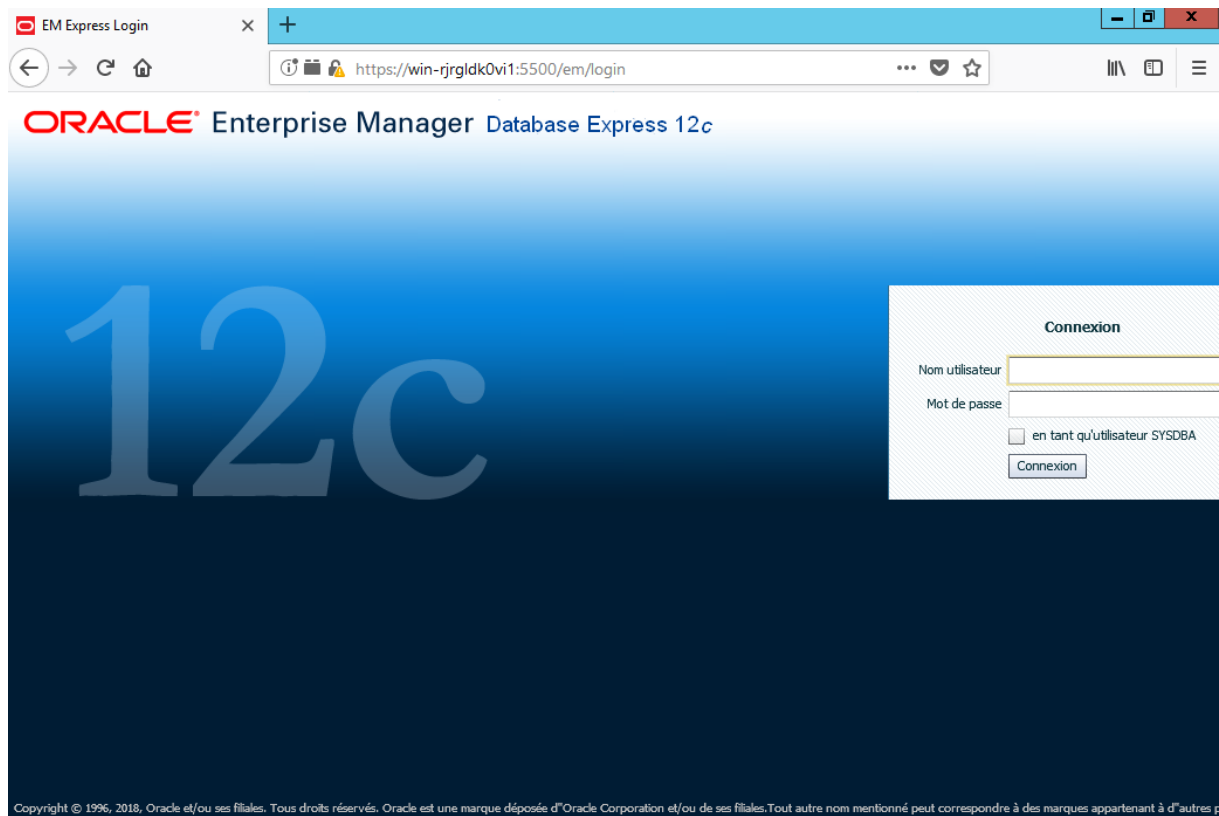 EM Express Login
https://win-rjrgldk0vi1:5500/em/login
ORACLE Enterprise Manager Database Express 12c
12c
Connexion
Nom utilisateur
Mot de passe
en tant qu'utilisateur SYSDBA
Connexion
Copyright © 1996, 2018, Oracle et/ou ses filiales. Tous droits réservés. Oracle est une marque déposée d''Oracle Corporation et/ou de ses filiales.Tout autre nom mentionné peut correspondre à des marques appartenant à d''autres